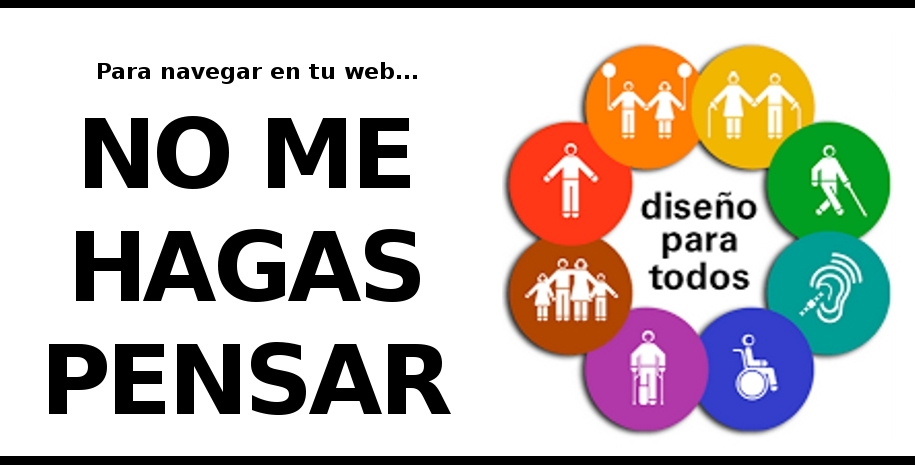 Para navegar en tu web...
NO ME
HAGAS
PENSAR
diseño
para
todos